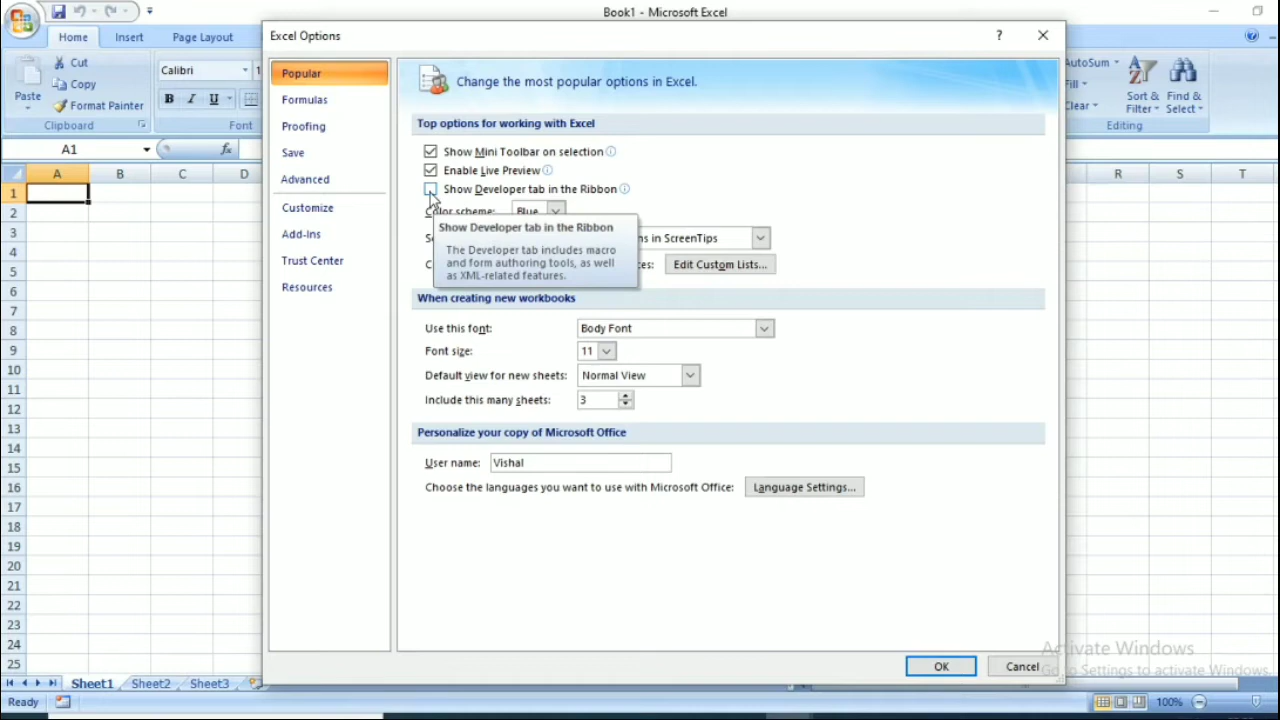 Book1 - Microsoft Excel
Home Insert Page Layout
Cut
Copy
Format Painter
Paste
Clipboard
Calibri 1
B I U
Font
AutoSum
Fill
Clear
Sort & Filter
Find & Select
Editing
A1 fx
A B C D R S T
1
2
3
4
5
6
7
8
9
10
11
12
13
14
15
16
17
18
19
20
21
22
23
24
25
Excel Options ?
Popular
Formulas
Proofing
Save
Advanced
Customize
Add-Ins
Trust Center
Resources
Change the most popular options in Excel.
Top options for working with Excel
Show Mini Toolbar on selection
Enable Live Preview
Show Developer tab in the Ribbon
Color scheme: Blue
ns in ScreenTips
es: Edit Custom Lists...
Show Developer tab in the Ribbon
The Developer tab includes macro
and form authoring tools, as well
as XML-related features.
When creating new workbooks
Use this font: Body Font
Font size: 11
Default view for new sheets: Normal View
Include this many sheets: 3
Personalize your copy of Microsoft Office
User name: Vishal
Choose the languages you want to use with Microsoft Office: Language Settings...
OK Cancel
Activate Windows
Go to Settings to activate Windows.
Sheet1 Sheet2 Sheet3
Ready 100%